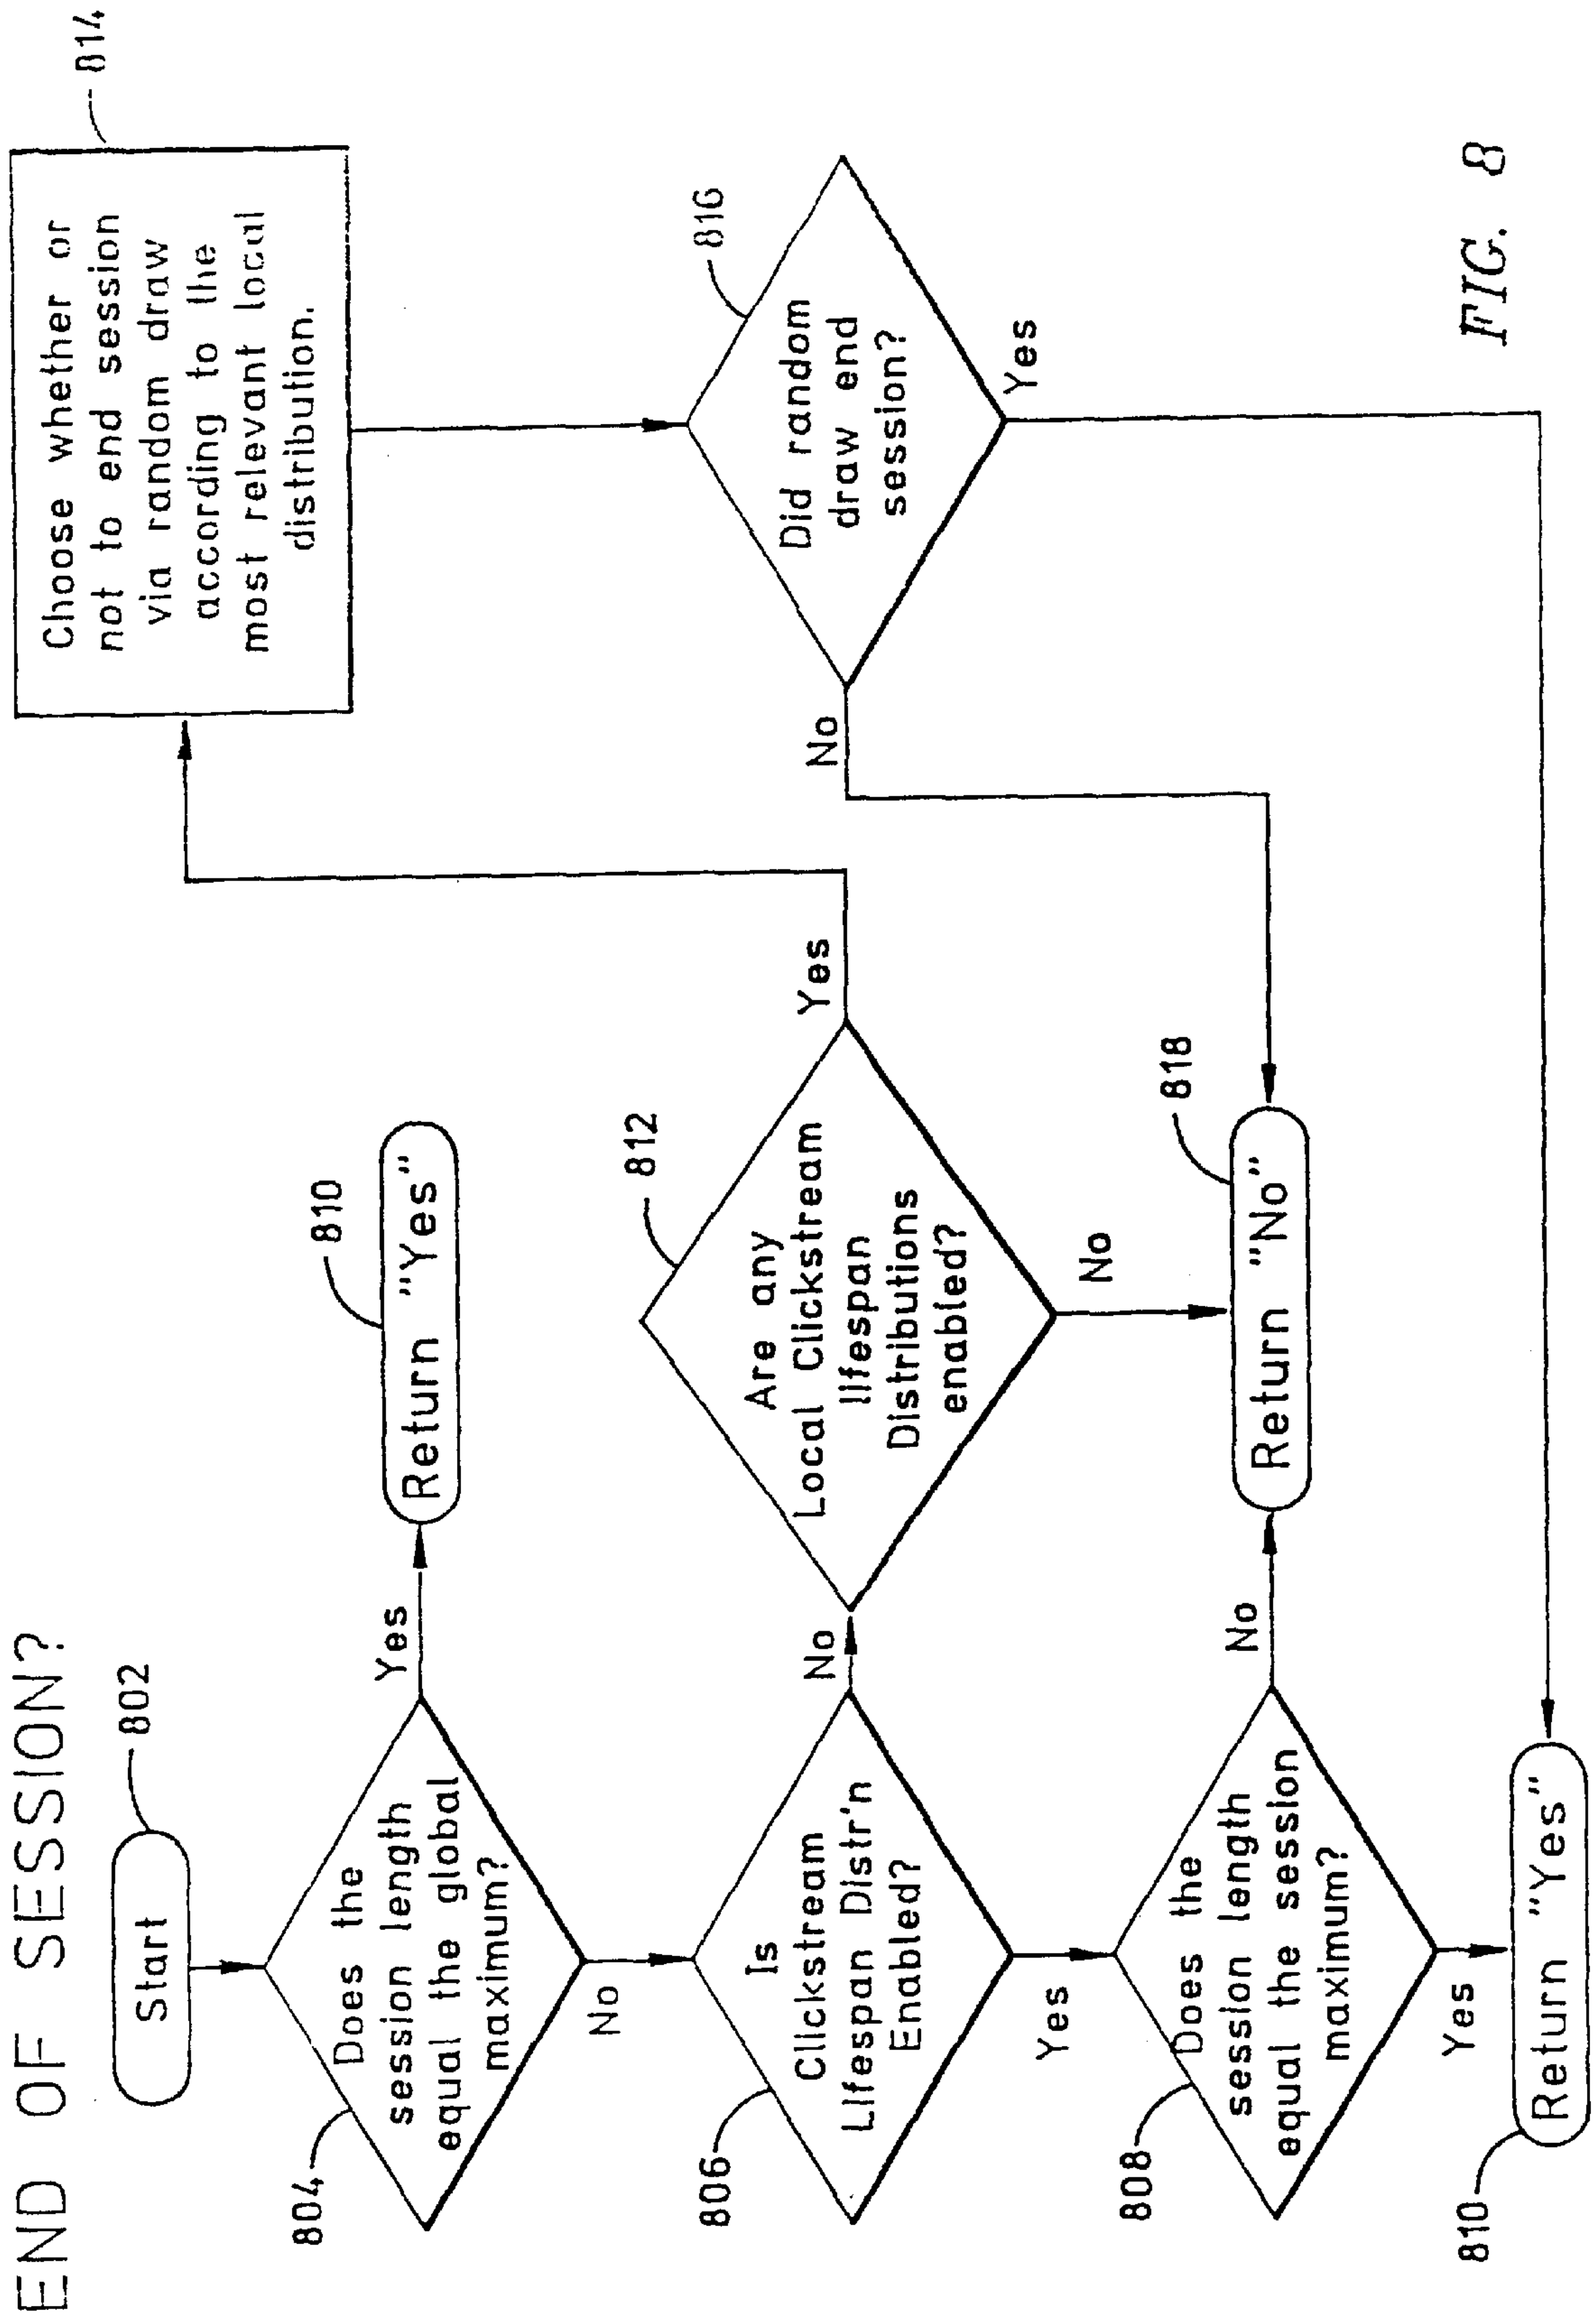 END OF SESSION?
Start
802
804
Does the
session length
equal the global
maximum?
Yes
810
Return "Yes"
No
806
Is
Clickstream
Lifespan Distr'n
Enabled?
No
812
Are any
Local Clickstream
lifespan
Distributions
enabled?
Yes
814
Choose whether or
not to end session
via random draw
according to the
most relevant local
distribution.
816
Did random
draw end
session?
No
Yes
Yes
No
808
Does the
session length
equal the session
maximum?
No
818
Return "No"
Yes
810
Return "Yes"
FIG. 8